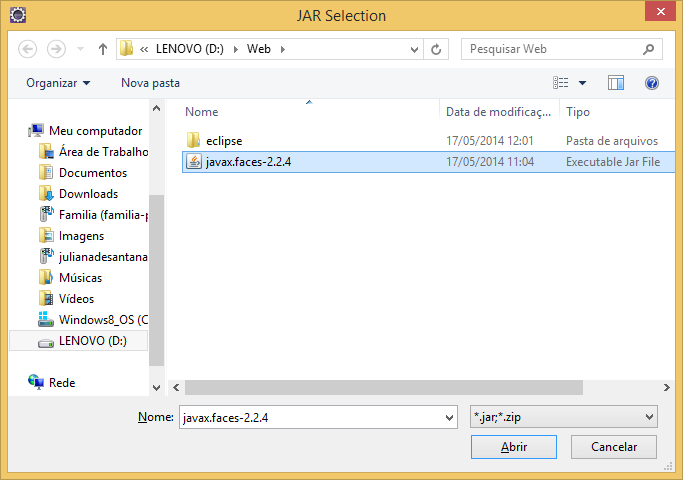 JAR Selection
« LENOVO (D:) Web
Pesquisar Web
Organizar
Nova pasta
Nome
Data de modificaç...
Tipo
eclipse
17/05/2014 12:01
Pasta de arquivos
javax.faces-2.2.4
17/05/2014 11:04
Executable Jar File
Meu computador
Área de Trabalho
Documentos
Downloads
Familia (familia-p
Imagens
julianadesantana
Músicas
Vídeos
Windows8_OS (C
LENOVO (D:)
Rede
Nome:
javax.faces-2.2.4
*.jar;*.zip
Abrir
Cancelar